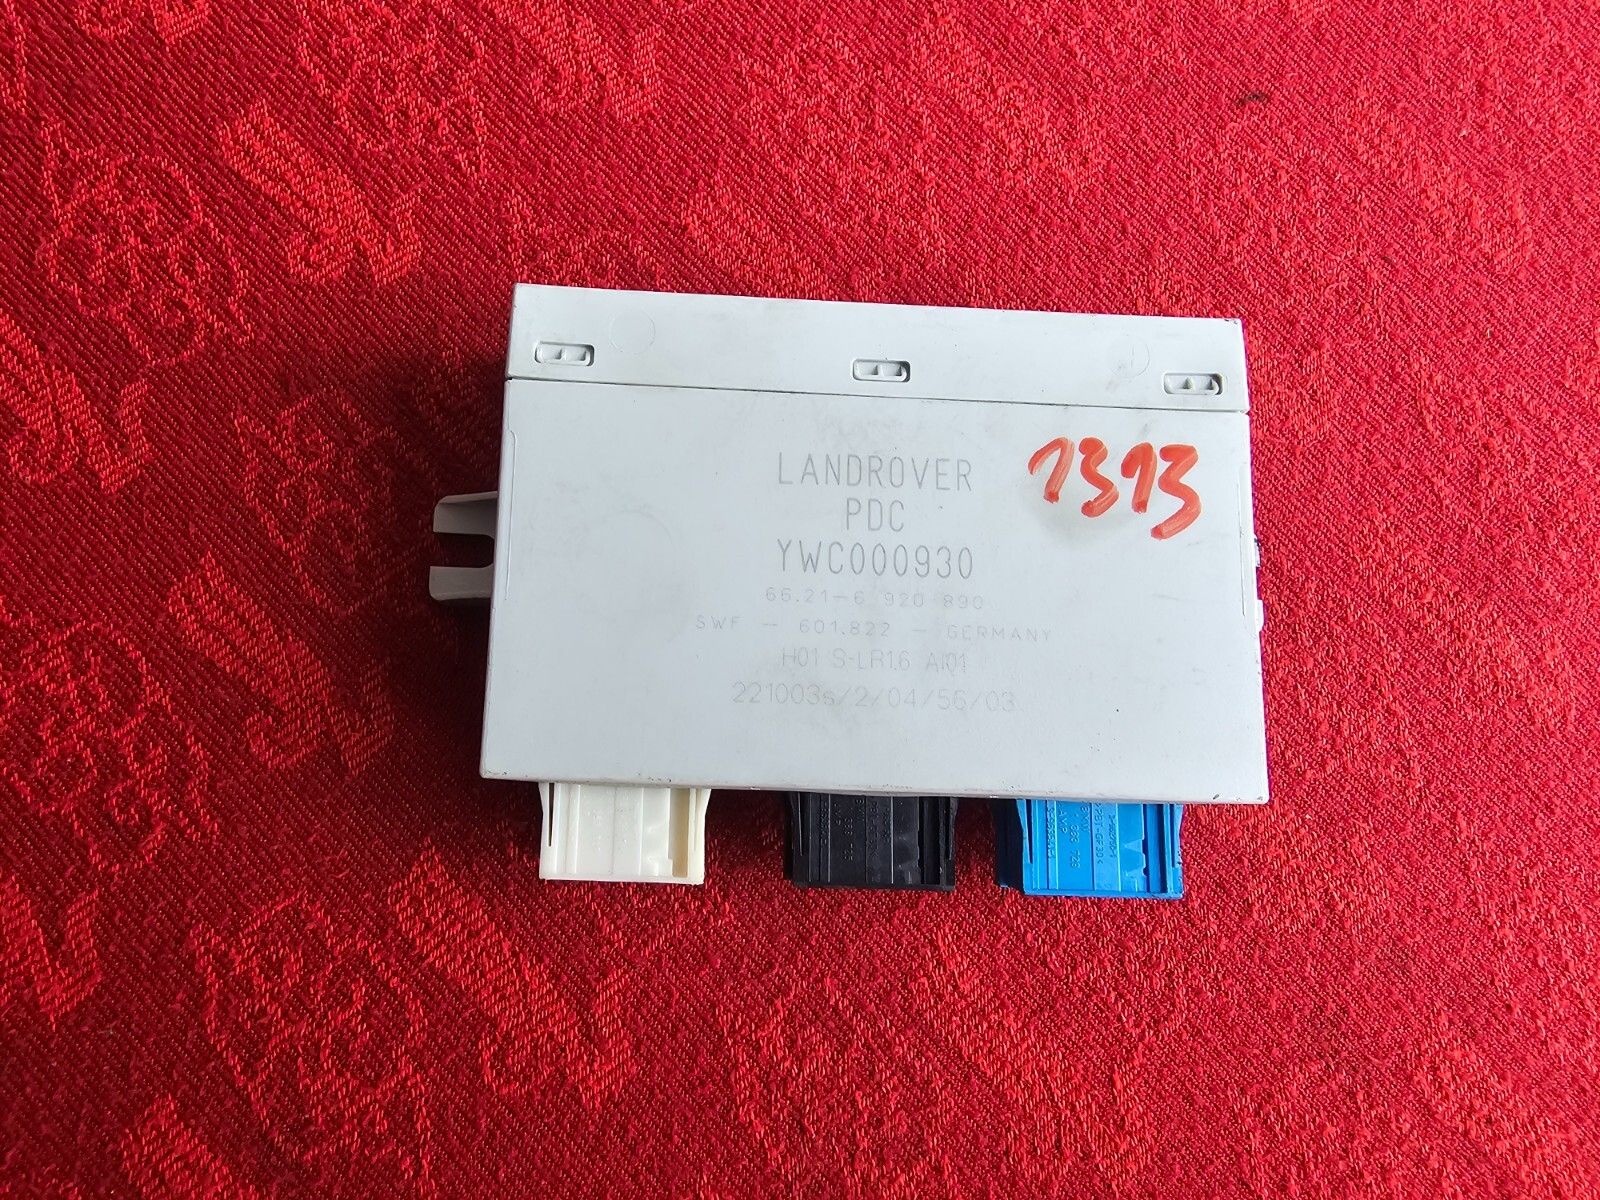 LANDROVER
1313
PDC
YWC000930
66.21-6 920 890
SWF - 601.822 - GERMANY
H01 S-LR1.6 AI01
221003s/2/04/56/03